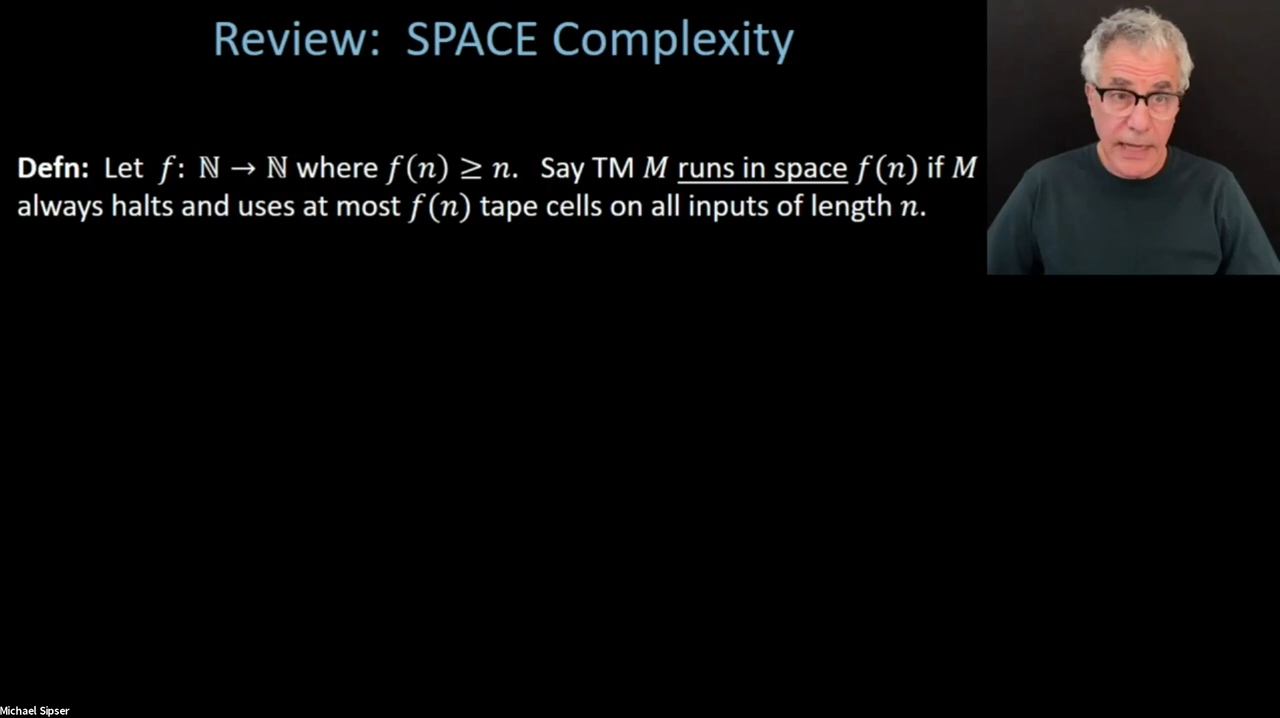 Review: SPACE Complexity
Defn: Let f: ℕ → ℕ where f(n) ≥ n. Say TM M runs in space f(n) if M
always halts and uses at most f(n) tape cells on all inputs of length n.
Michael Sipser